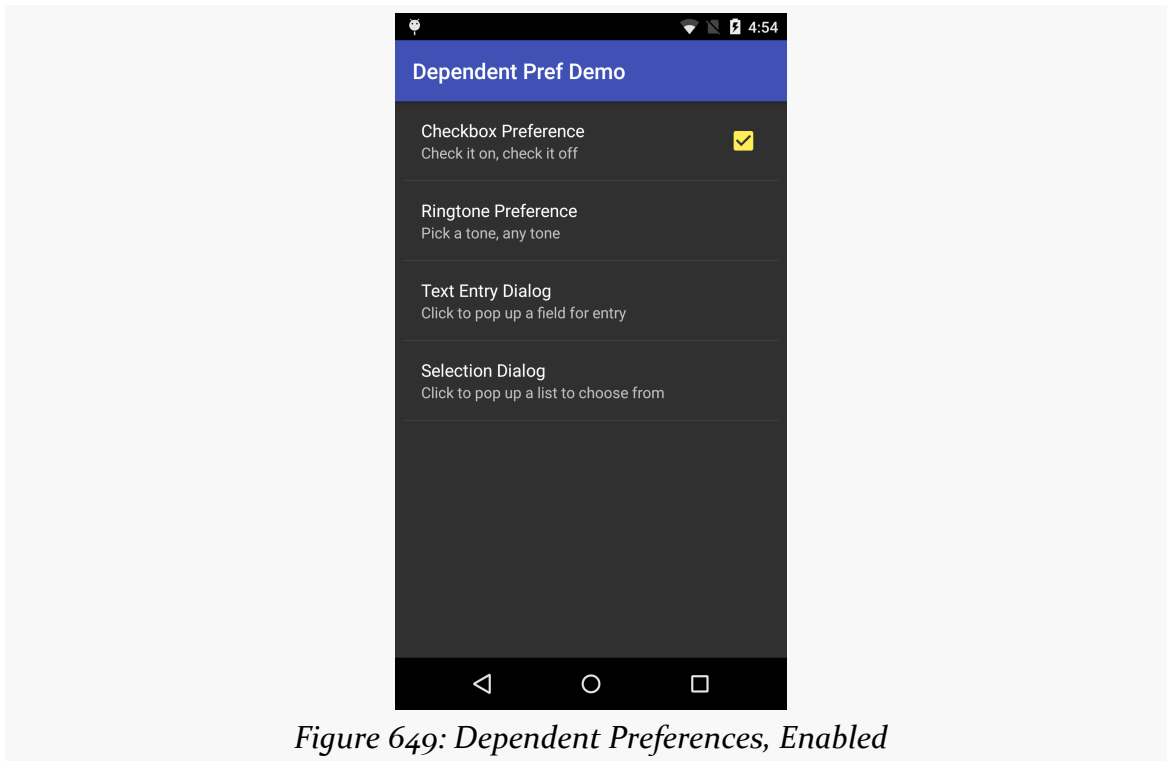 4:54
Dependent Pref Demo
Checkbox Preference
Check it on, check it off
Ringtone Preference
Pick a tone, any tone
Text Entry Dialog
Click to pop up a field for entry
Selection Dialog
Click to pop up a list to choose from
Figure 649: Dependent Preferences, Enabled